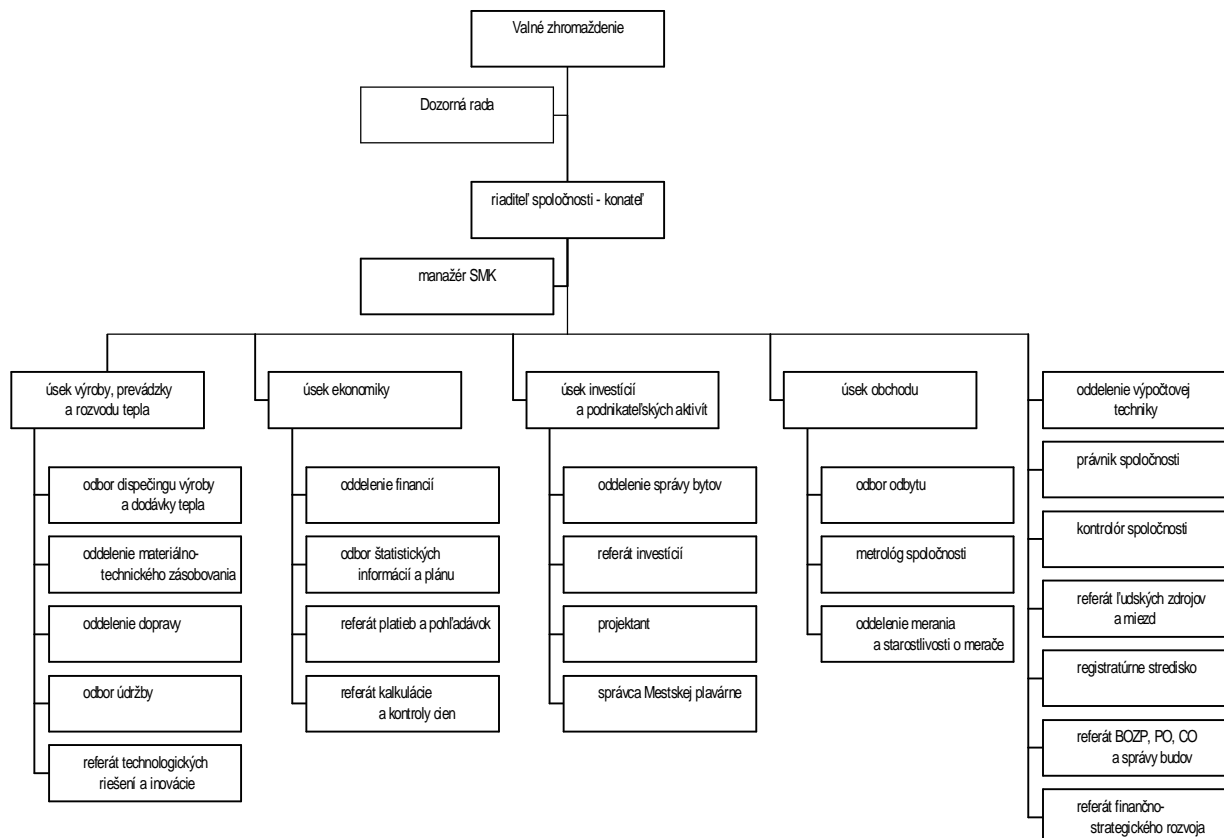 Valné zhromaždenie
Dozorná rada
riaditeľ spoločnosti - konateľ
manažér SMK
úsek výroby, prevádzky
a rozvodu tepla
odbor dispečingu výroby
a dodávky tepla
oddelenie materiálno-
technického zásobovania
oddelenie dopravy
odbor údržby
referát technologických
riešení a inovácie
úsek ekonomiky
oddelenie financií
odbor štatistických
informácií a plánu
referát platieb a pohľadávok
referát kalkulácie
a kontroly cien
úsek investícií
a podnikateľských aktivít
oddelenie správy bytov
referát investícií
projektant
správca Mestskej plavárne
úsek obchodu
odbor odbytu
metrológ spoločnosti
oddelenie merania
a starostlivosti o merače
oddelenie výpočtovej
techniky
právnik spoločnosti
kontrolór spoločnosti
referát ľudských zdrojov
a miezd
registratúrne stredisko
referát BOZP, PO, CO
a správy budov
referát finančno-
strategického rozvoja